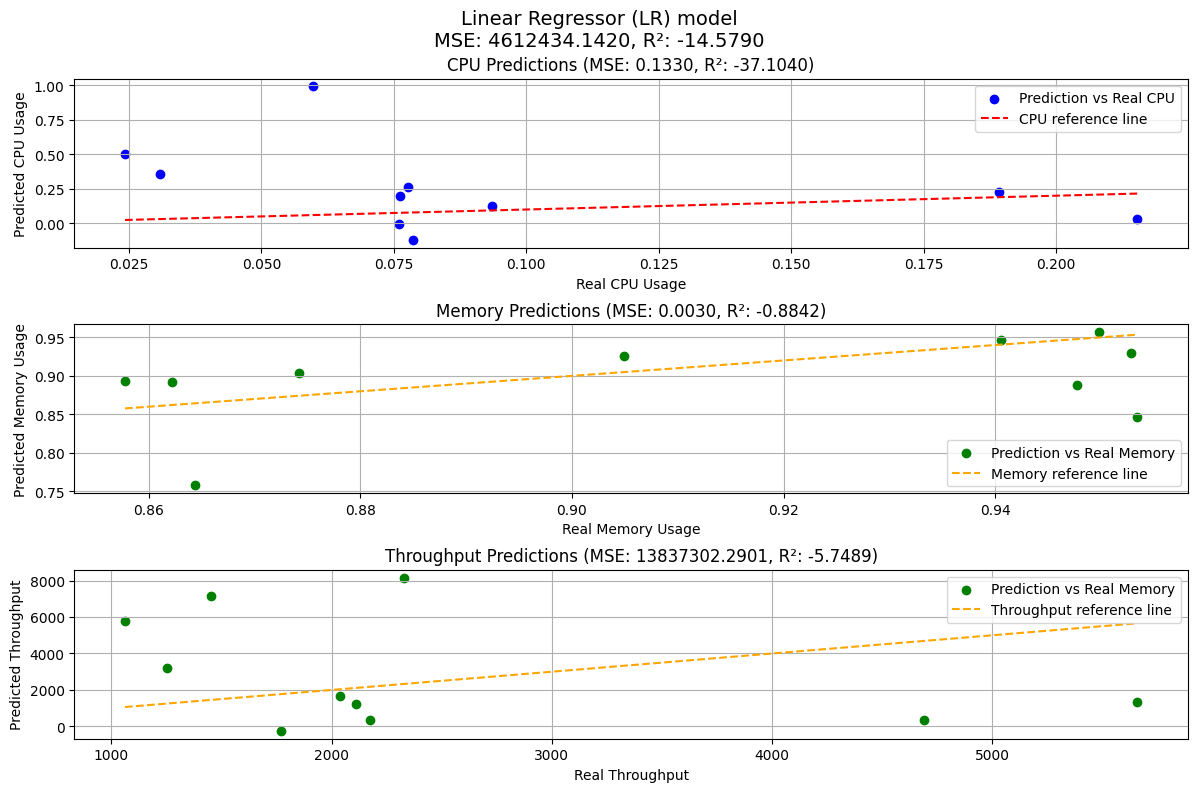 Linear Regressor (LR) model
MSE: 4612434.1420, R²: -14.5790
CPU Predictions (MSE: 0.1330, R²: -37.1040)
Predicted CPU Usage
1.00
0.75
0.50
0.25
0.00
Prediction vs Real CPU
CPU reference line
0.025 0.050 0.075 0.100 0.125 0.150 0.175 0.200
Real CPU Usage
Memory Predictions (MSE: 0.0030, R²: -0.8842)
Predicted Memory Usage
0.95
0.90
0.85
0.80
0.75
Prediction vs Real Memory
Memory reference line
0.86 0.88 0.90 0.92 0.94
Real Memory Usage
Throughput Predictions (MSE: 13837302.2901, R²: -5.7489)
Predicted Throughput
8000
6000
4000
2000
0
Prediction vs Real Memory
Throughput reference line
1000 2000 3000 4000 5000
Real Throughput